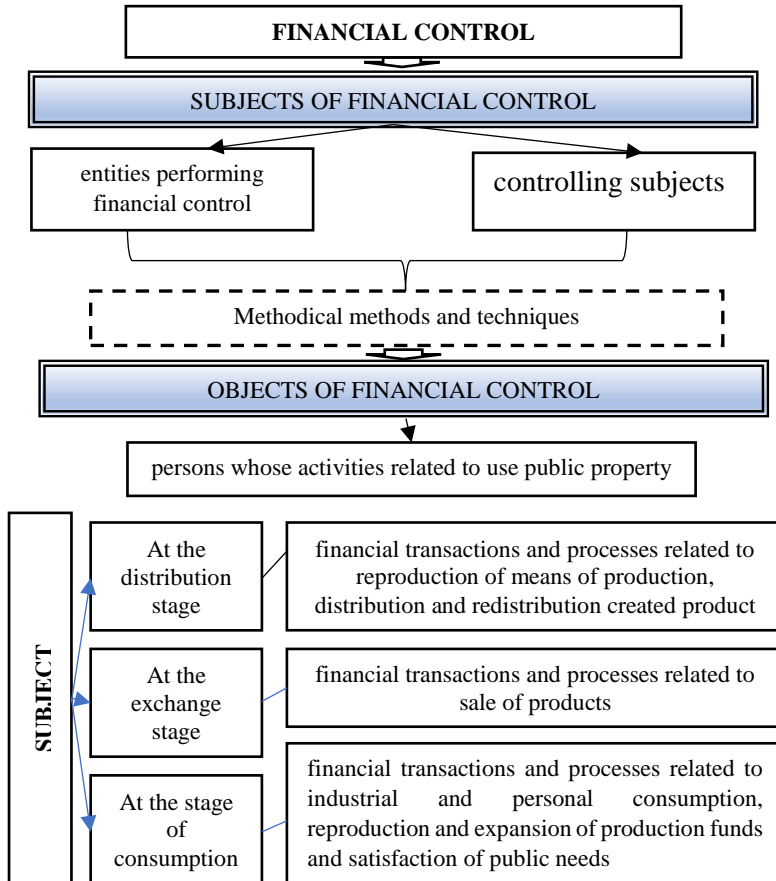 FINANCIAL CONTROL
SUBJECTS OF FINANCIAL CONTROL
entities performing
financial control
controlling subjects
Methodical methods and techniques
OBJECTS OF FINANCIAL CONTROL
persons whose activities related to use public property
SUBJECT
At the
distribution
stage
financial transactions and processes related to
reproduction of means of production,
distribution and redistribution created product
At the
exchange
stage
financial transactions and processes related to
sale of products
At the stage
of
consumption
financial transactions and processes related to
industrial and personal consumption,
reproduction and expansion of production funds
and satisfaction of public needs